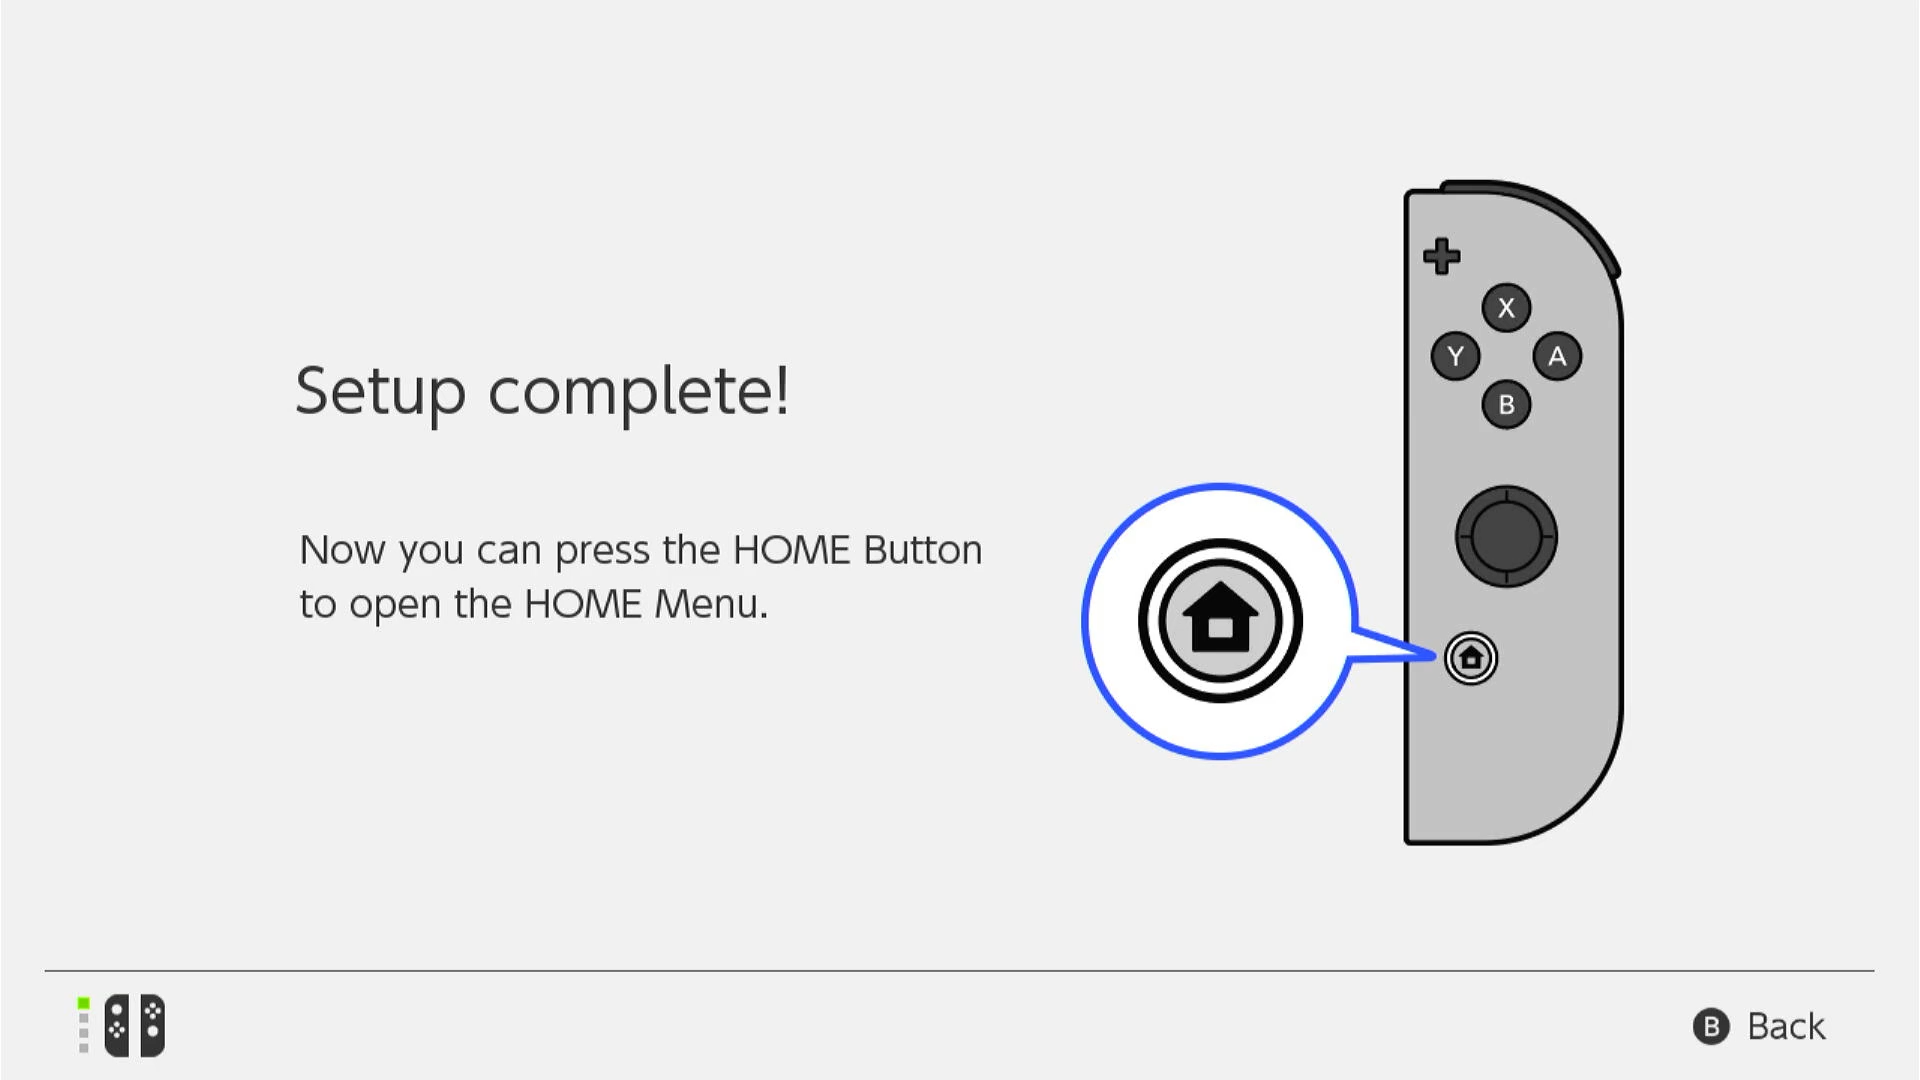 Setup complete!
Now you can press the HOME Button
to open the HOME Menu.
X
Y
A
B
B Back